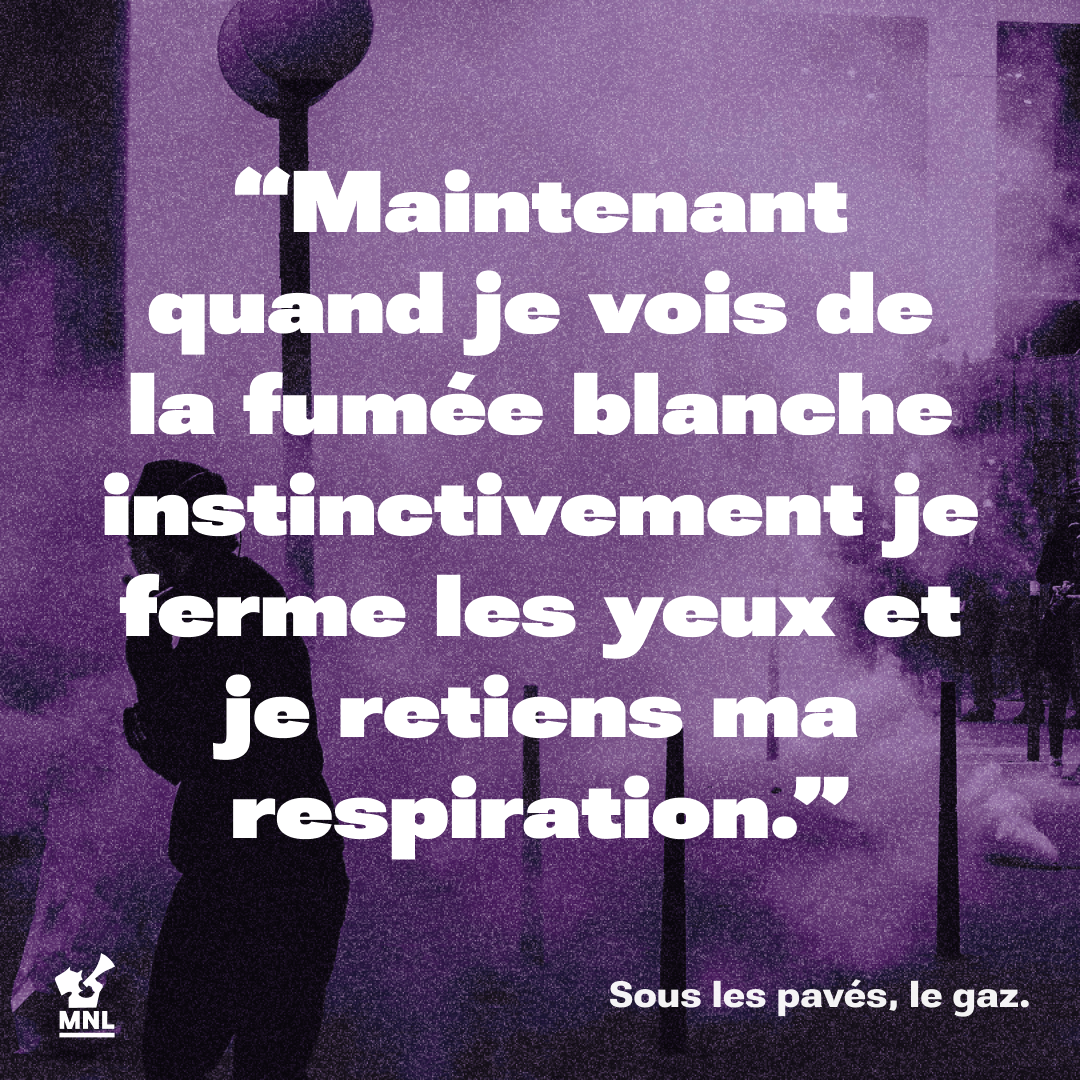 “Maintenant
quand je vois de
la fumée blanche
instinctivement je
ferme les yeux et
je retiens ma
respiration.”
MNL
Sous les pavés, le gaz.